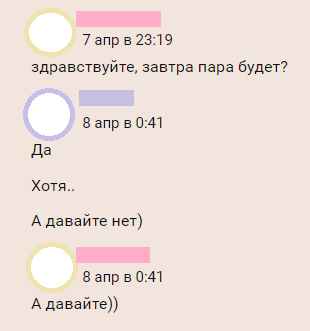 7 апр в 23:19
здравствуйте, завтра пара будет?
8 апр в 0:41
Да
Хотя..
А давайте нет)
8 апр в 0:41
А давайте))